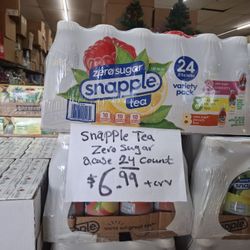 zero sugar
snapple
tea
24
variety
pack
Snapple Tea
Zero Sugar
Case 24 Count
$6.99 +crv